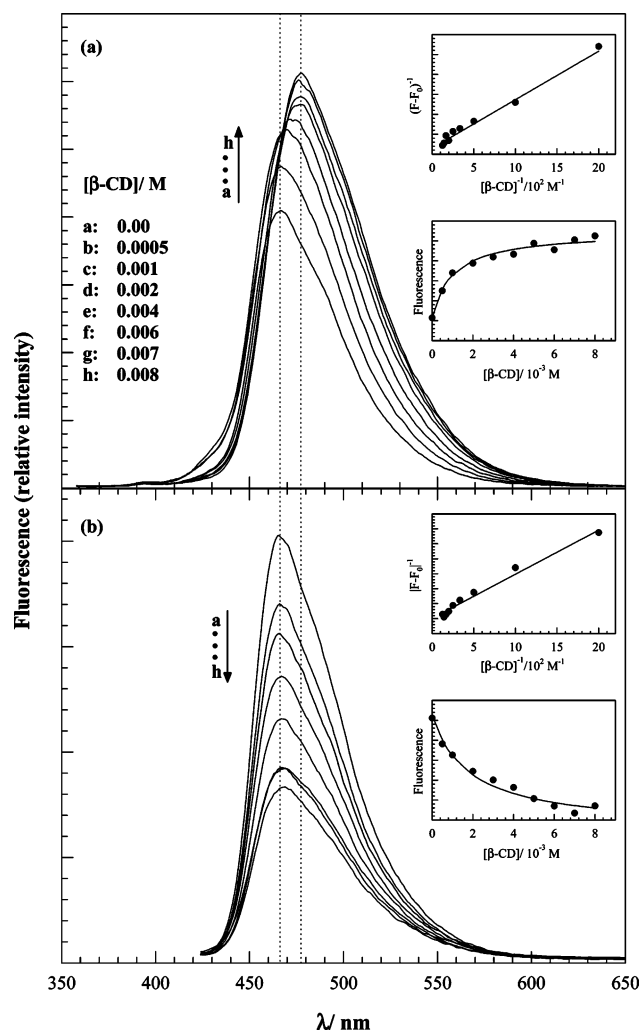 (a)
h
a
[β-CD]/ M
a: 0.00
b: 0.0005
c: 0.001
d: 0.002
e: 0.004
f: 0.006
g: 0.007
h: 0.008
(F-F₀)⁻¹
0 5 10 15 20
[β-CD]⁻¹/10² M⁻¹
Fluorescence
0 2 4 6 8
[β-CD]/ 10⁻³ M
Fluorescence (relative intensity)
(b)
a
h
|F-F₀|⁻¹
0 5 10 15 20
[β-CD]⁻¹/10² M⁻¹
Fluorescence
0 2 4 6 8
[β-CD]/ 10⁻³ M
350 400 450 500 550 600 650
λ/ nm